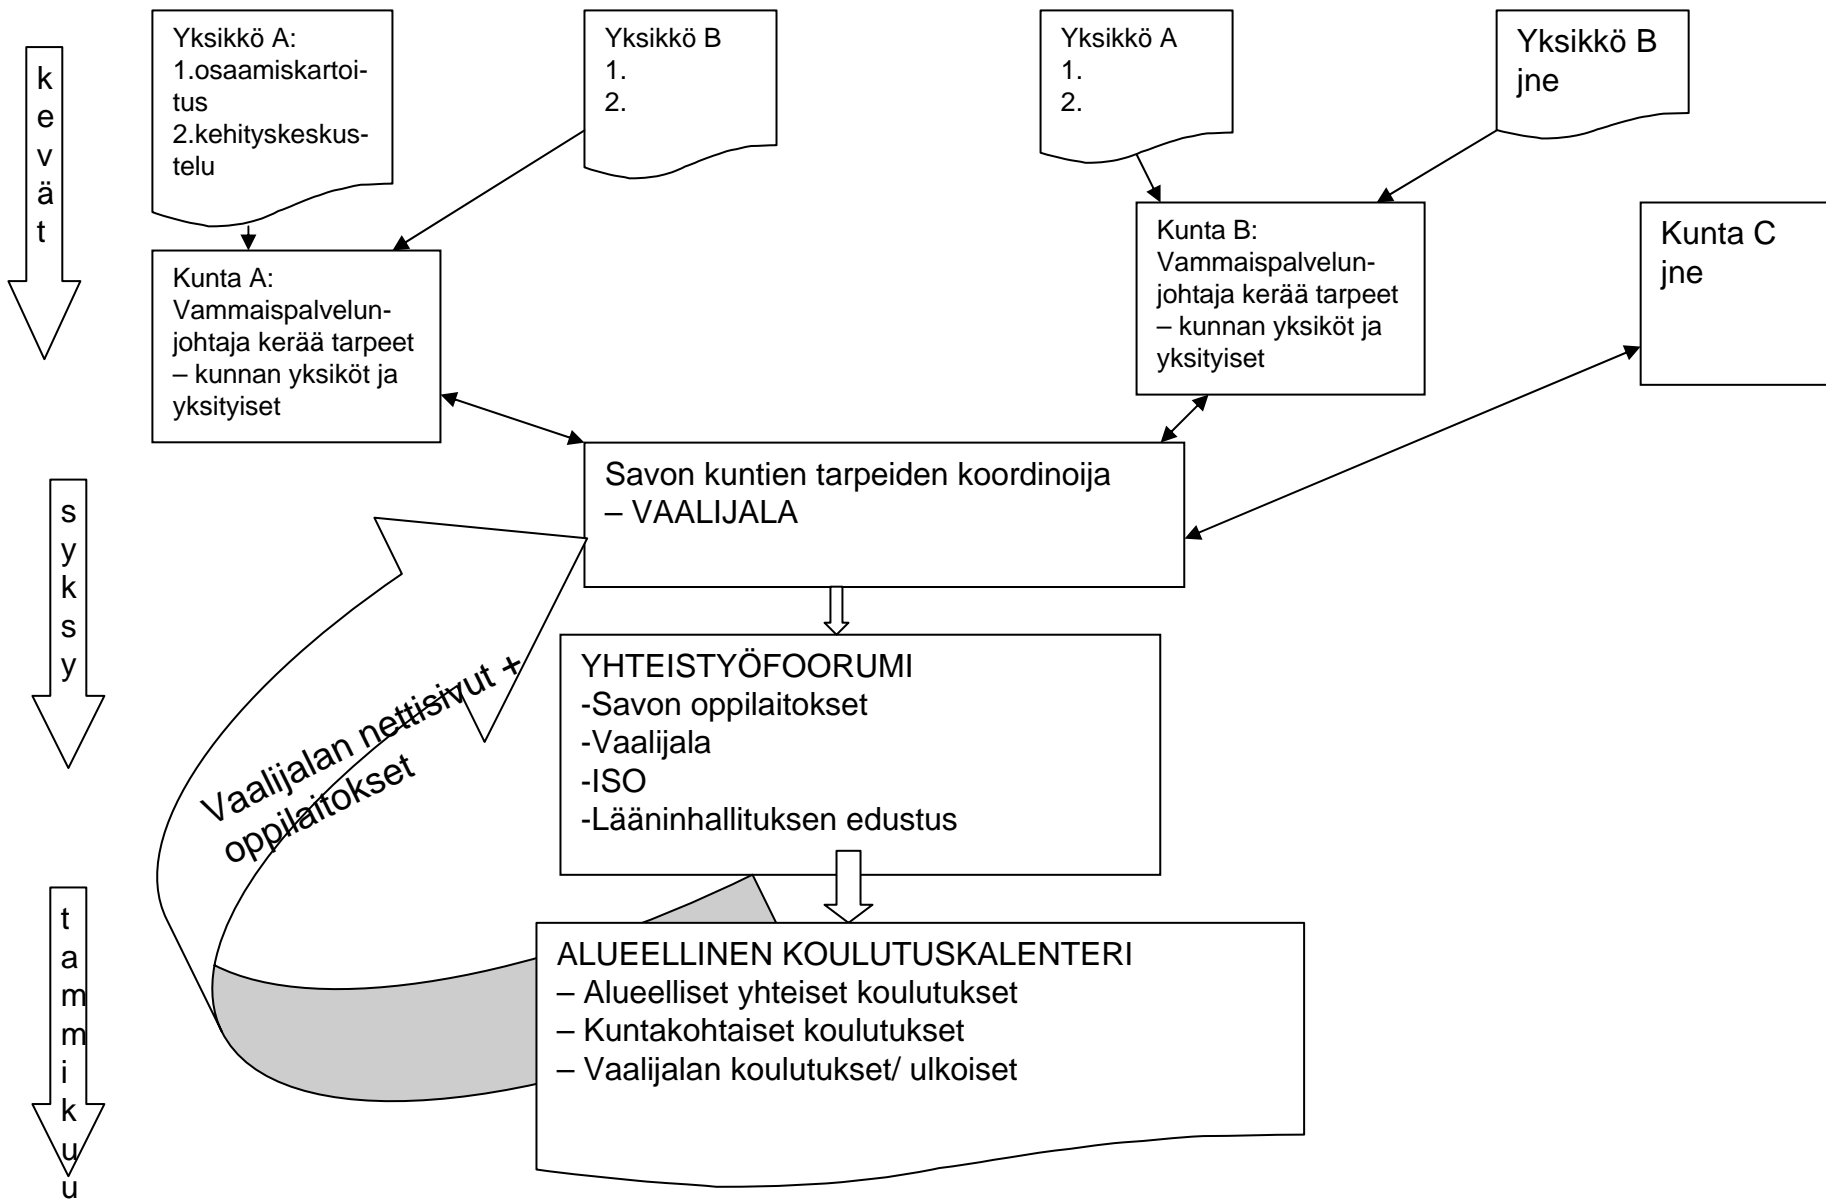 kevät
Yksikkö A:
1.osaamiskartoi-
tus
2.kehityskeskus-
telu
Yksikkö B
1.
2.
Yksikkö A
1.
2.
Yksikkö B
jne
Kunta A:
Vammaispalvelun-
johtaja kerää tarpeet
– kunnan yksiköt ja
yksityiset
Kunta B:
Vammaispalvelun-
johtaja kerää tarpeet
– kunnan yksiköt ja
yksityiset
Kunta C
jne
syksy
Savon kuntien tarpeiden koordinoija
– VAALIJALA
Vaalijalan nettisivut +
oppilaitokset
YHTEISTYÖFOORUMI
-Savon oppilaitokset
-Vaalijala
-ISO
-Lääninhallituksen edustus
tammikuu
ALUEELLINEN KOULUTUSKALENTERI
– Alueelliset yhteiset koulutukset
– Kuntakohtaiset koulutukset
– Vaalijalan koulutukset/ ulkoiset